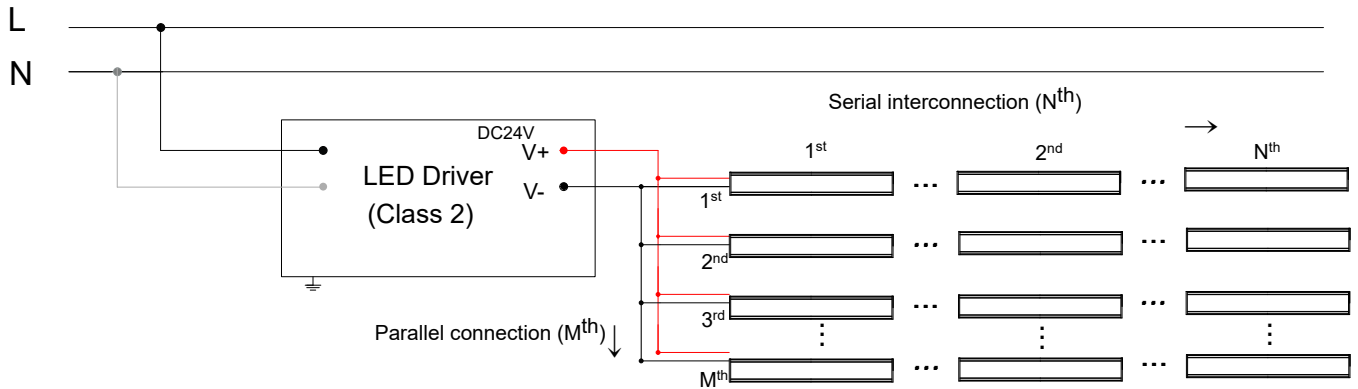 L
N
Serial interconnection (Nth)
DC24V
V+
LED Driver
V-
(Class 2)
1st
2nd
Nth
1st
2nd
3rd
Mth
Parallel connection (Mth)